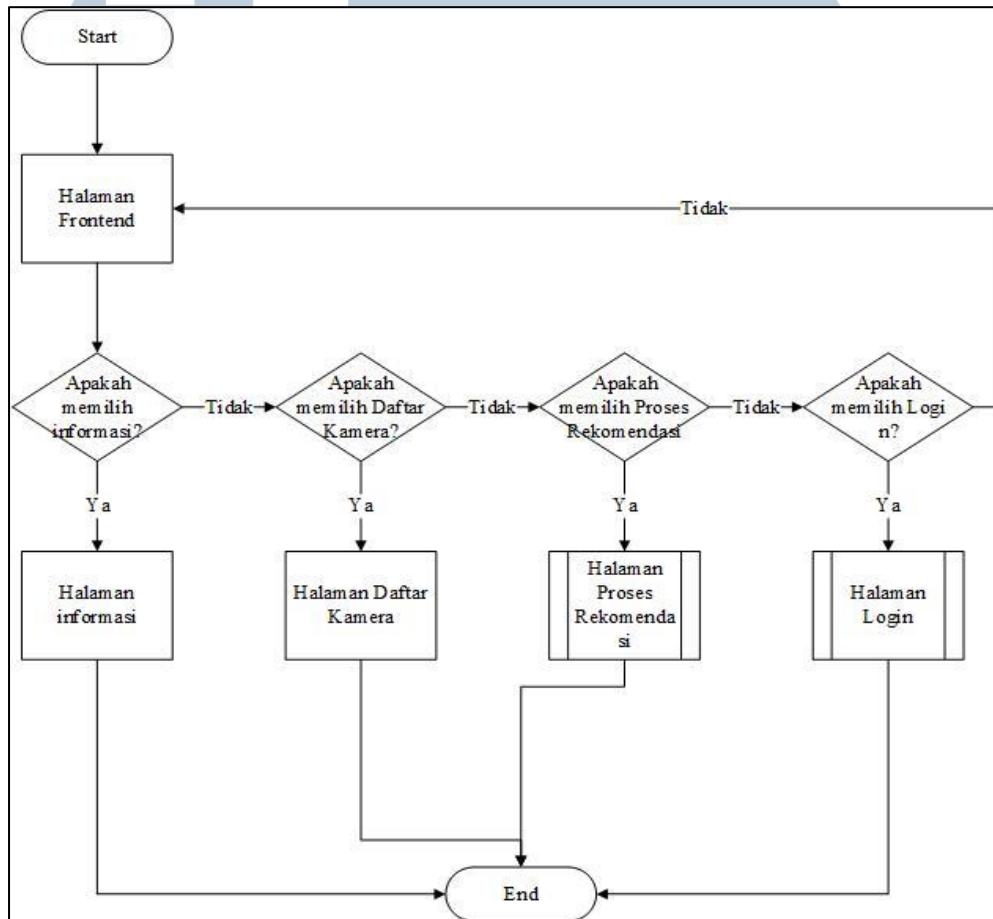 Start
Halaman
Frontend
Tidak
Apakah
memilih
informasi?
Tidak
Apakah
memilih Daftar
Kamera?
Tidak
Apakah
memilih Proses
Rekomendasi
Tidak
Apakah
memilih Logi
n?
Ya
Ya
Ya
Ya
Halaman
informasi
Halaman Daftar
Kamera
Halaman
Proses
Rekomenda
si
Halaman
Login
End